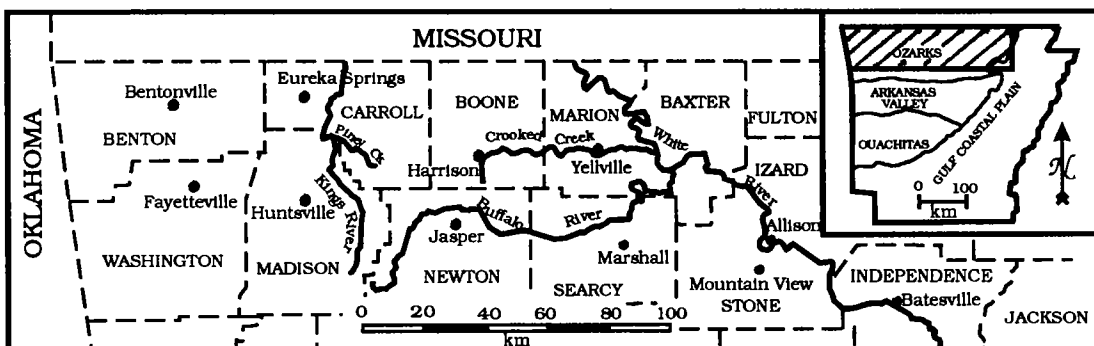 MISSOURI
OKLAHOMA
Bentonville
BENTON
Fayetteville
WASHINGTON
Eureka Springs
CARROLL
Piney Ck
Kings River
Huntsville
MADISON
BOONE
Harrison
Crooked Creek
MARION
Yellville
White River
BAXTER
FULTON
IZARD
Buffalo River
Jasper
NEWTON
Marshall
SEARCY
Allison
Mountain View
STONE
INDEPENDENCE
Batesville
JACKSON
0 20 40 60 80 100
km
OZARKS
ARKANSAS
VALLEY
OUACHITAS
GULF COASTAL PLAIN
0 100
km
N